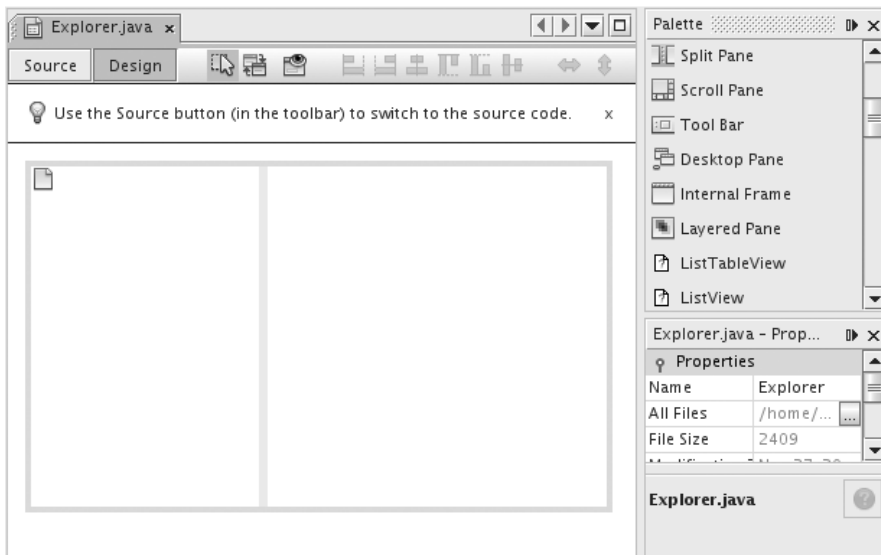 Explorer.java x
Source Design
Use the Source button (in the toolbar) to switch to the source code. x
Palette
Split Pane
Scroll Pane
Tool Bar
Desktop Pane
Internal Frame
Layered Pane
ListTableView
ListView
Explorer.java - Prop...
Properties
Name Explorer
All Files /home/... ...
File Size 2409
Explorer.java